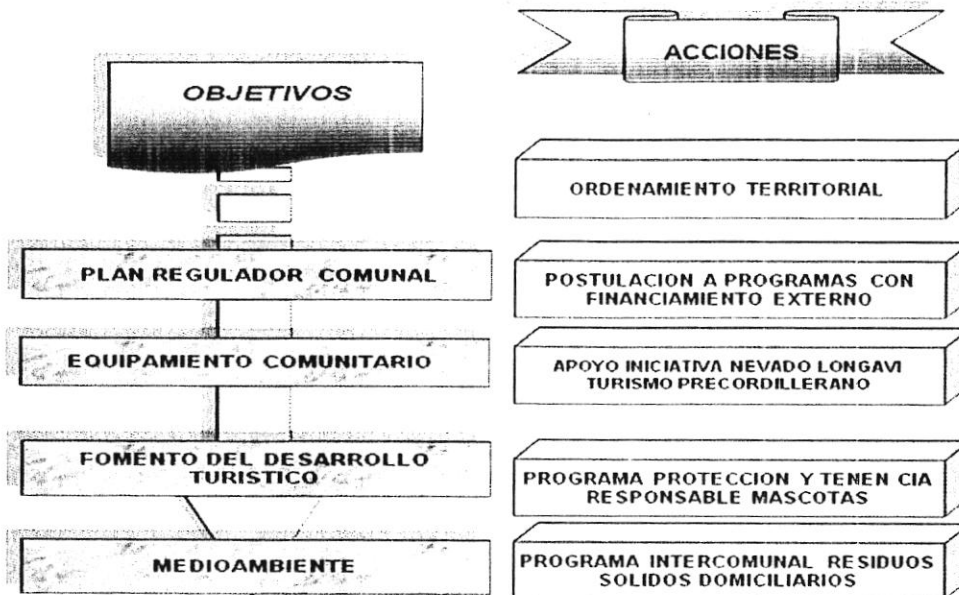 OBJETIVOS
PLAN REGULADOR COMUNAL
EQUIPAMIENTO COMUNITARIO
FOMENTO DEL DESARROLLO
TURISTICO
MEDIOAMBIENTE
ACCIONES
ORDENAMIENTO TERRITORIAL
POSTULACION A PROGRAMAS CON
FINANCIAMIENTO EXTERNO
APOYO INICIATIVA NEVADO LONGAVI
TURISMO PRECORDILLERANO
PROGRAMA PROTECCION Y TENEN CIA
RESPONSABLE MASCOTAS
PROGRAMA INTERCOMUNAL RESIDUOS
SOLIDOS DOMICILIARIOS